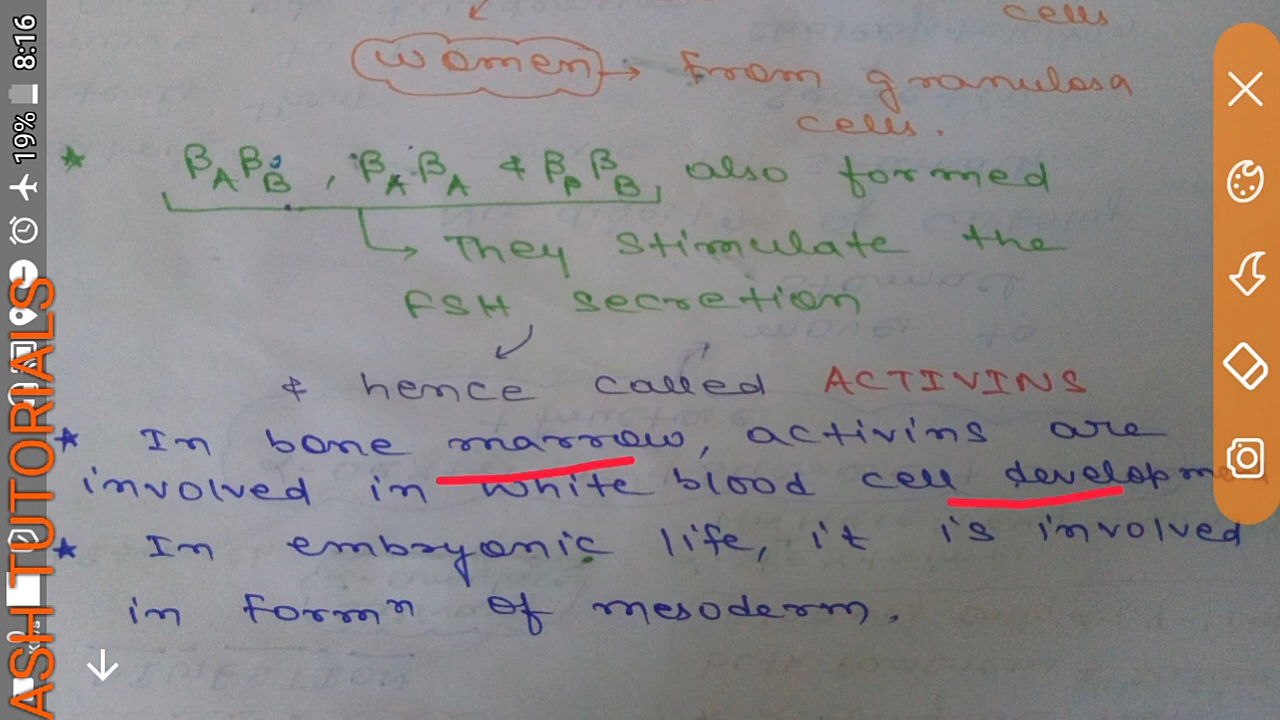 cells
women → from granulosa
cells.
* βAβB, βAβA & βPβB, also formed
→ They stimulate the
FSH secretion
& hence called ACTIVINS
* In bone marrow, activins are
involved in white blood cell developm
* In embryonic life, it is involved
in formⁿ of mesoderm.
8:16
19%
ASH TUTORIALS